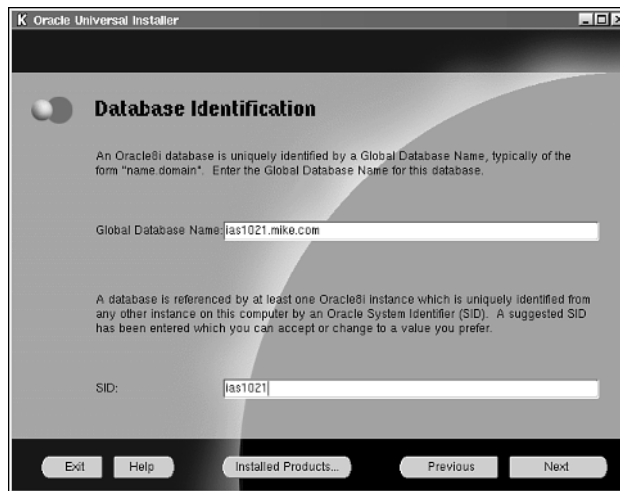 K Oracle Universal Installer
Database Identification
An Oracle8i database is uniquely identified by a Global Database Name, typically of the
form "name.domain". Enter the Global Database Name for this database.
Global Database Name: ias1021.mike.com
A database is referenced by at least one Oracle8i instance which is uniquely identified from
any other instance on this computer by an Oracle System Identifier (SID). A suggested SID
has been entered which you can accept or change to a value you prefer.
SID: ias1021
Exit Help Installed Products... Previous Next